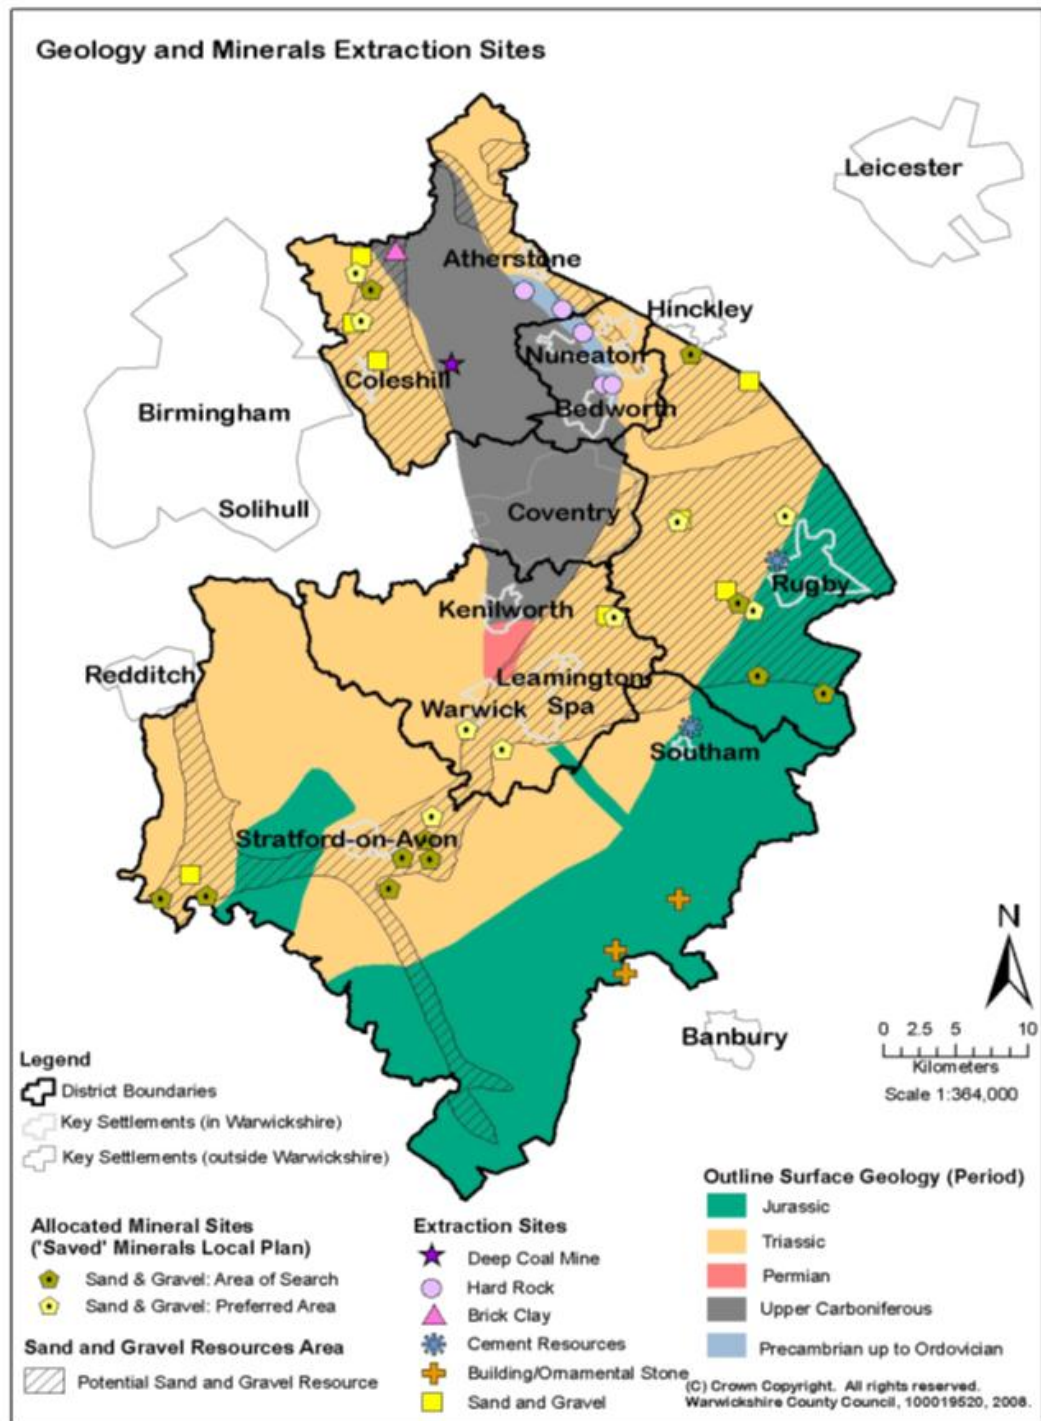 Geology and Minerals Extraction Sites
Leicester
Atherstone
Hinckley
Nuneaton
Coleshill
Bedworth
Birmingham
Solihull
Coventry
Rugby
Kenilworth
Redditch
Leamington
Warwick Spa
Southam
Stratford-on-Avon
N
Banbury
0 2.5 5 10
Kilometers
Scale 1:364,000
Legend
District Boundaries
Key Settlements (in Warwickshire)
Key Settlements (outside Warwickshire)
Allocated Mineral Sites
('Saved' Minerals Local Plan)
Sand & Gravel: Area of Search
Sand & Gravel: Preferred Area
Sand and Gravel Resources Area
Potential Sand and Gravel Resource
Extraction Sites
Deep Coal Mine
Hard Rock
Brick Clay
Cement Resources
Building/Ornamental Stone
Sand and Gravel
Outline Surface Geology (Period)
Jurassic
Triassic
Permian
Upper Carboniferous
Precambrian up to Ordovician
(C) Crown Copyright. All rights reserved.
Warwickshire County Council, 100019520, 2008.